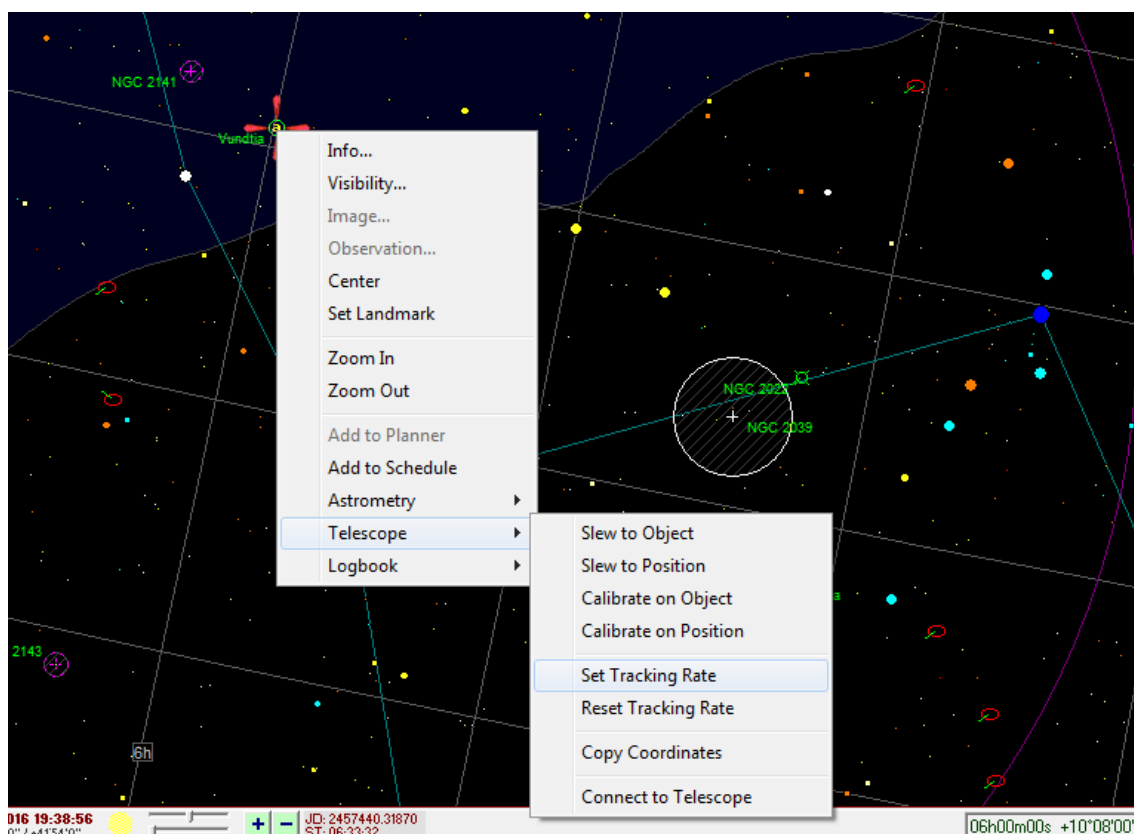 NGC 2141
Vundtia
Info...
Visibility...
Image...
Observation...
Center
Set Landmark
Zoom In
Zoom Out
Add to Planner
Add to Schedule
Astrometry
Telescope
Logbook
NGC 2022
NGC 2039
Slew to Object
Slew to Position
Calibrate on Object
Calibrate on Position
Set Tracking Rate
Reset Tracking Rate
Copy Coordinates
Connect to Telescope
a
2143
6h
016 19:38:56
+ −
JD: 2457440.31870
ST: 06:33:32
06h00m00s +10°08'00"